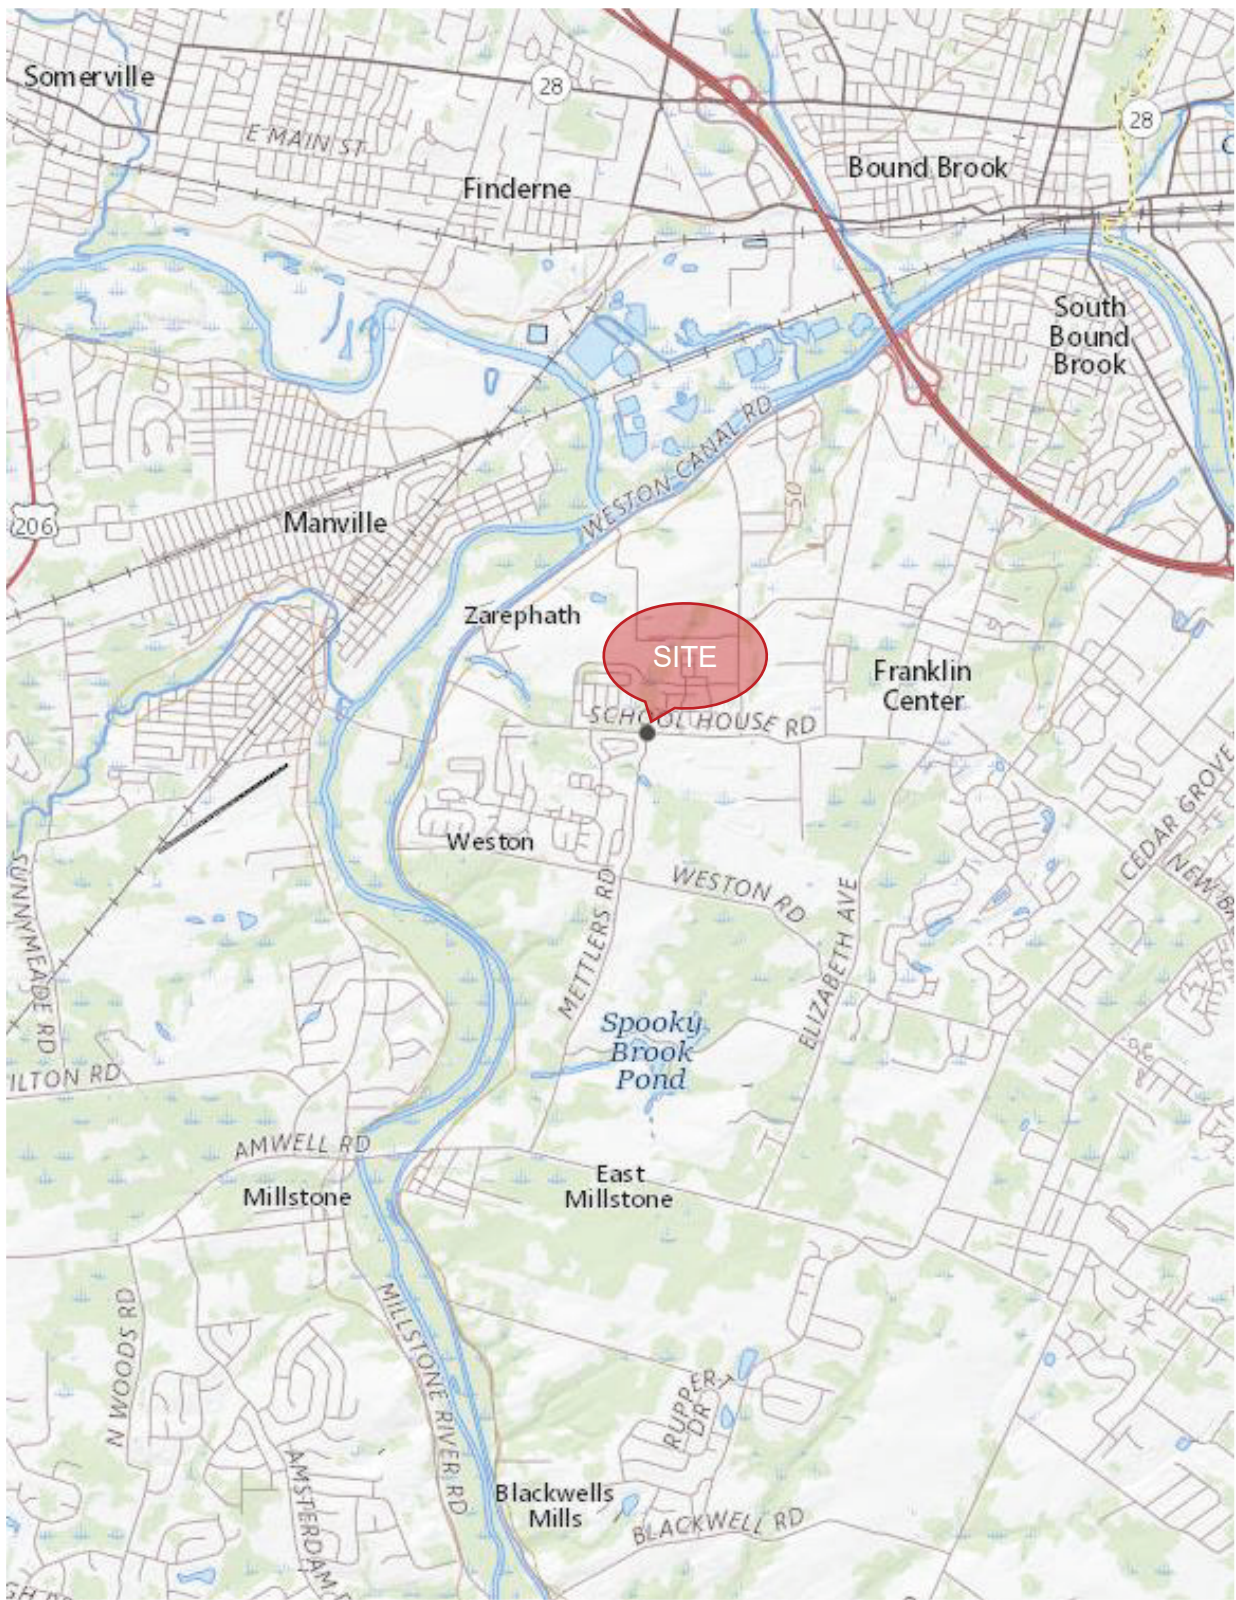 Somerville
28
28
E MAIN ST
Bound Brook
Finderne
C
South
Bound
Brook
WESTON CANAL RD
50
206
Manville
Zarephath
SITE
Franklin
Center
SCHOOL HOUSE RD
CEDAR GROVE
Weston
NEW B
SUNNYMEADE RD
WESTON RD
METTLERS RD
ELIZABETH AVE
Spooky
Brook
Pond
ILTON RD
AMWELL RD
East
Millstone
Millstone
N WOODS RD
MILLSTONE RIVER RD
RUPPERT
DR
AMSTERDAM D
Blackwells
Mills
BLACKWELL RD